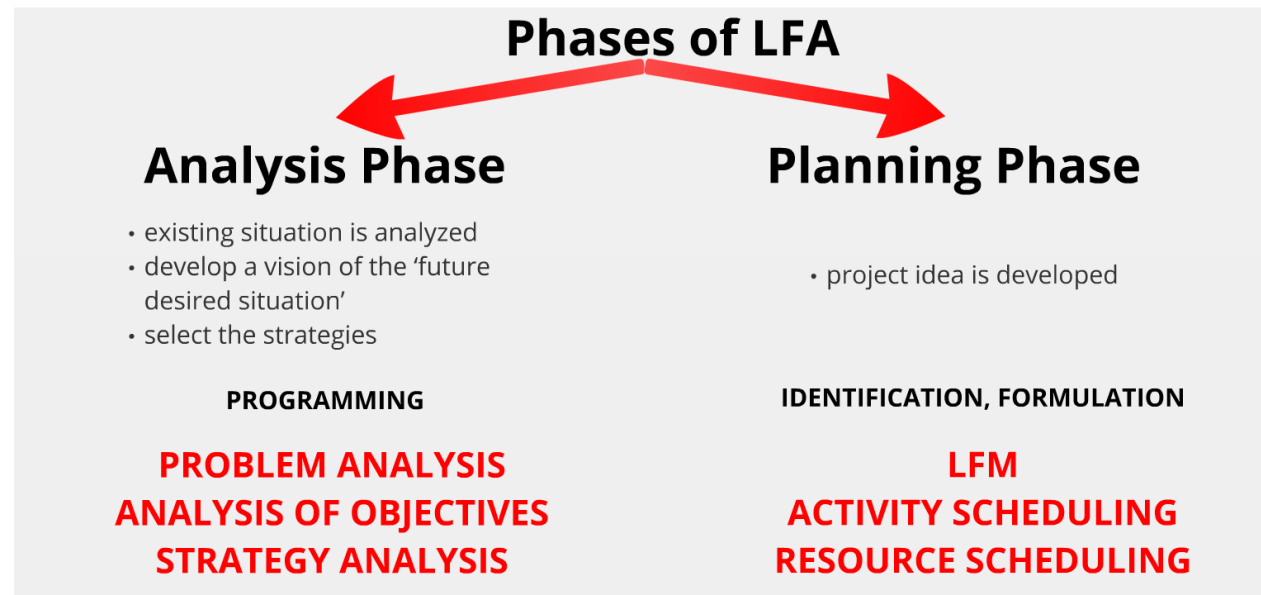 Phases of LFA
Analysis Phase
• existing situation is analyzed
• develop a vision of the ‘future
desired situation’
• select the strategies
PROGRAMMING
PROBLEM ANALYSIS
ANALYSIS OF OBJECTIVES
STRATEGY ANALYSIS
Planning Phase
• project idea is developed
IDENTIFICATION, FORMULATION
LFM
ACTIVITY SCHEDULING
RESOURCE SCHEDULING